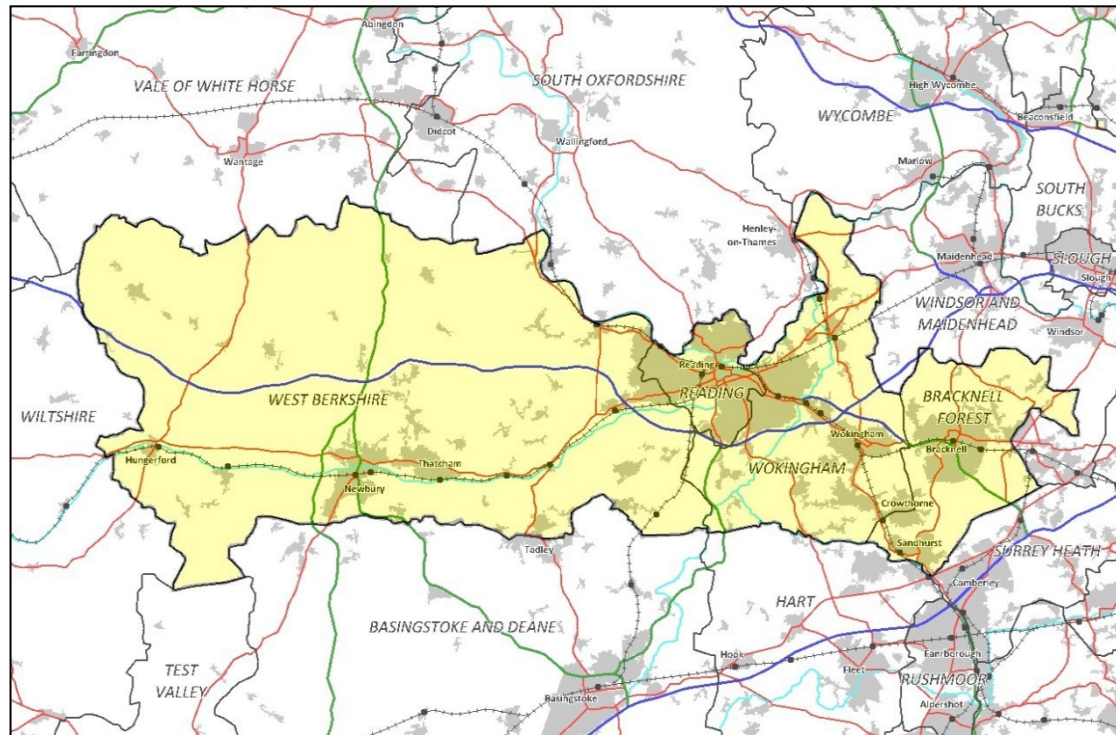 Abingdon
Farringdon
VALE OF WHITE HORSE
SOUTH OXFORDSHIRE
High Wycombe
WYCOMBE
Beaconsfield
Didcot
Wallingford
Wantage
Marlow
SOUTH
BUCKS
Henley-
on-Thames
Maidenhead
SLOUGH
Slough
WINDSOR AND
MAIDENHEAD
Windsor
Reading
READING
WEST BERKSHIRE
BRACKNELL
FOREST
WILTSHIRE
Hungerford
Thatcham
Newbury
Wokingham
WOKINGHAM
Bracknell
Crowthorne
Sandhurst
Tadley
SURREY HEATH
Camberley
HART
BASINGSTOKE AND DEANE
TEST
VALLEY
Hook
Fleet
Fanrborough
RUSHMOOR
Basingstoke
Aldershot